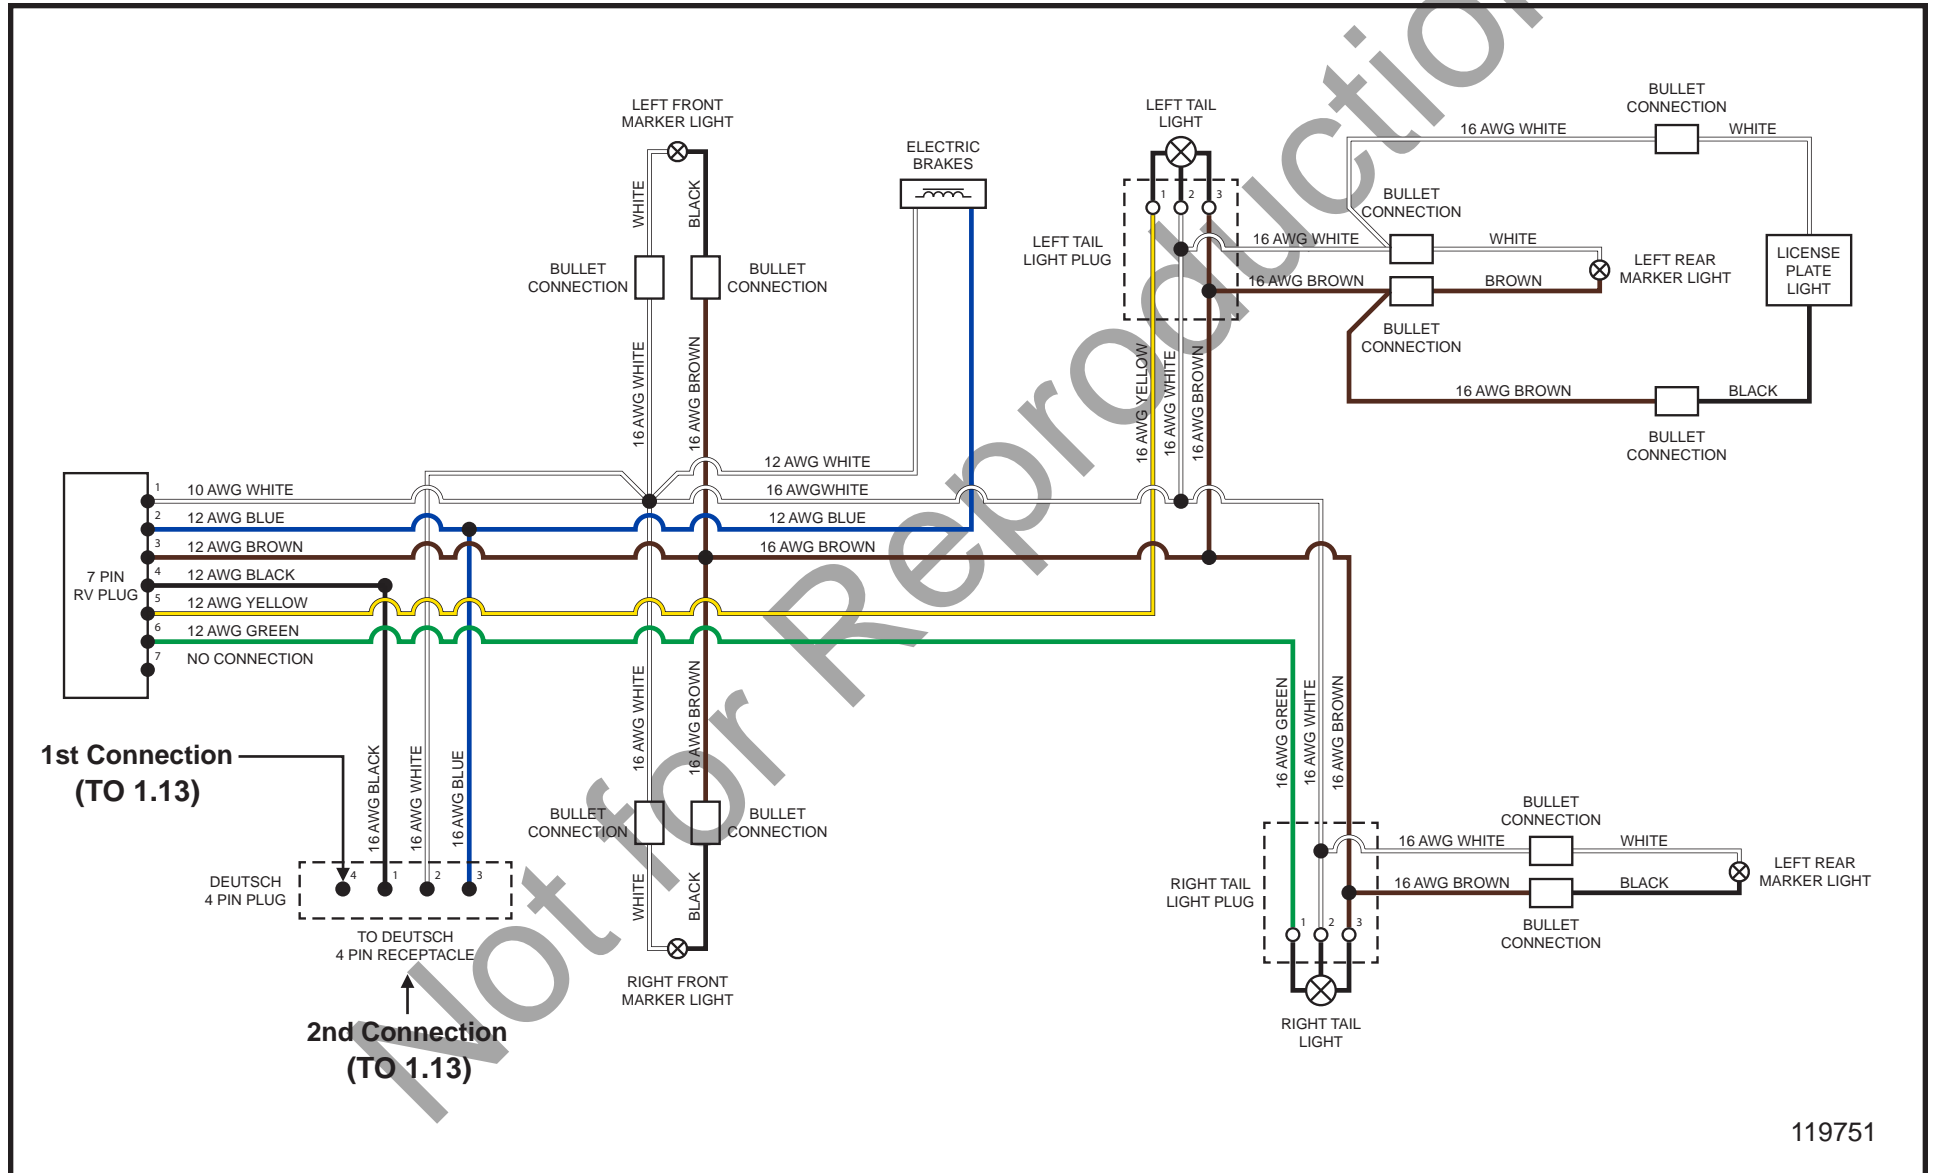 LEFT FRONT
MARKER LIGHT
ELECTRIC
BRAKES
LEFT TAIL
LIGHT
BULLET
CONNECTION
16 AWG WHITE
WHITE
WHITE
BLACK
1
2
3
BULLET
CONNECTION
LEFT TAIL
LIGHT PLUG
16 AWG WHITE
WHITE
LEFT REAR
MARKER LIGHT
LICENSE
PLATE
LIGHT
BULLET
CONNECTION
BULLET
CONNECTION
16 AWG BROWN
BROWN
BULLET
CONNECTION
16 AWG WHITE
16 AWG BROWN
16 AWG YELLOW
16 AWG WHITE
16 AWG BROWN
16 AWG BROWN
BLACK
BULLET
CONNECTION
12 AWG WHITE
1
10 AWG WHITE
16 AWGWHITE
2
12 AWG BLUE
12 AWG BLUE
3
12 AWG BROWN
16 AWG BROWN
7 PIN
RV PLUG
4
12 AWG BLACK
5
12 AWG YELLOW
6
12 AWG GREEN
7
NO CONNECTION
1st Connection
(TO 1.13)
16 AWG BLACK
16 AWG WHITE
16 AWG BLUE
16 AWG WHITE
16 AWG BROWN
16 AWG GREEN
16 AWG WHITE
16 AWG BROWN
BULLET
CONNECTION
BULLET
CONNECTION
BULLET
CONNECTION
16 AWG WHITE
WHITE
LEFT REAR
MARKER LIGHT
DEUTSCH
4 PIN PLUG
4
1
2
3
WHITE
BLACK
RIGHT TAIL
LIGHT PLUG
16 AWG BROWN
BLACK
BULLET
CONNECTION
1
2
3
TO DEUTSCH
4 PIN RECEPTACLE
RIGHT FRONT
MARKER LIGHT
RIGHT TAIL
LIGHT
2nd Connection
(TO 1.13)
119751
Not for Reproduction